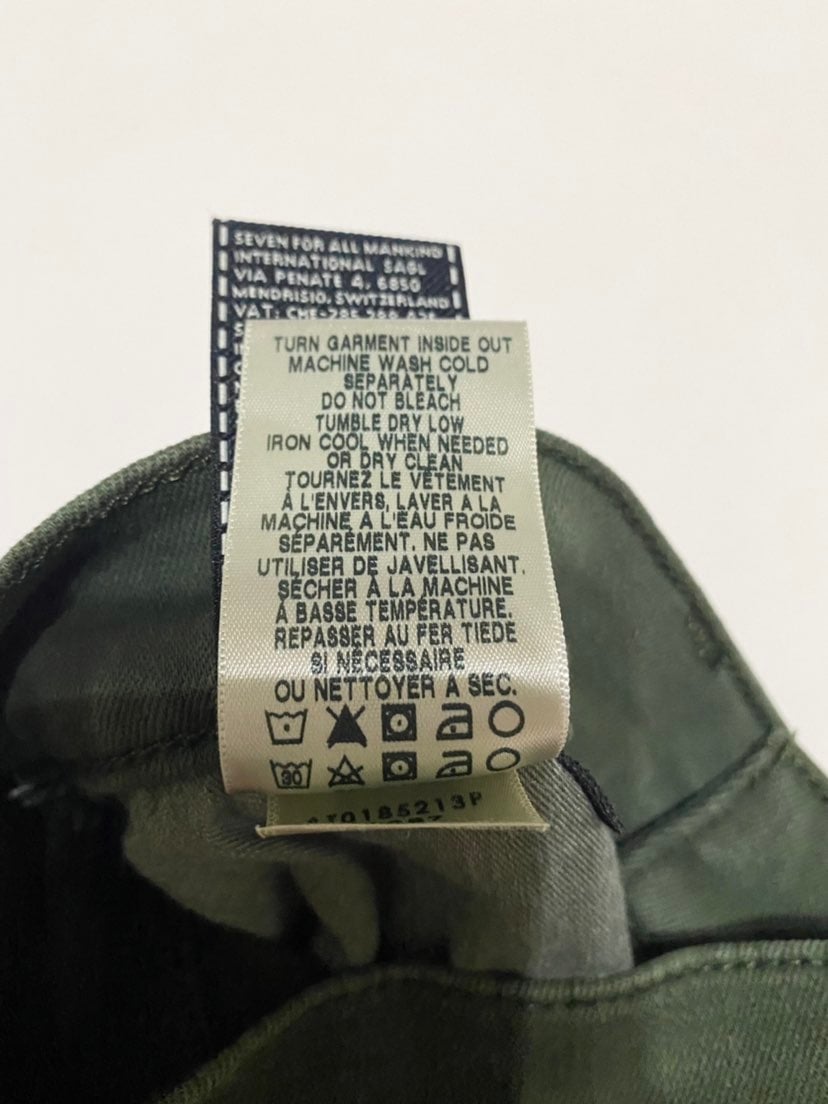 SEVEN FOR ALL MANKIND
INTERNATIONAL SAGL
VIA PENATE 4, 6850
MENDRISIO, SWITZERLAND
VAT:
TURN GARMENT INSIDE OUT
MACHINE WASH COLD
SEPARATELY
DO NOT BLEACH
TUMBLE DRY LOW
IRON COOL WHEN NEEDED
OR DRY CLEAN
TOURNEZ LE VÊTEMENT
À L'ENVERS, LAVER A LA
MACHINE A L'EAU FROIDE
SÉPARÉMENT. NE PAS
UTILISER DE JAVELLISANT.
SÉCHER À LA MACHINE
À BASSE TEMPÉRATURE.
REPASSER AU FER TIEDE
SI NÉCESSAIRE
OU NETTOYER A SEC.
30